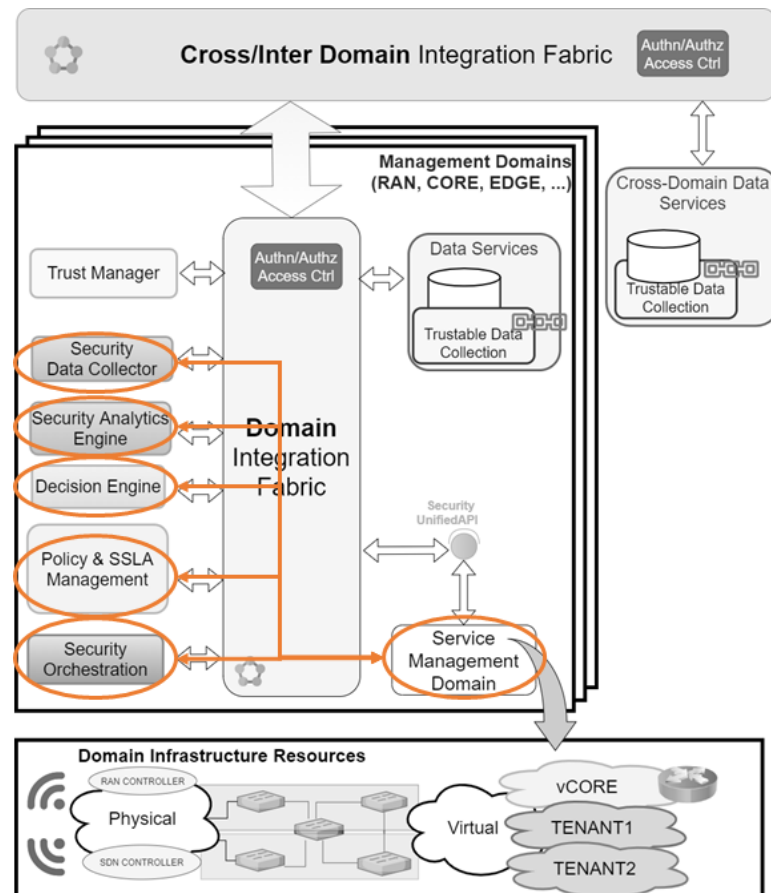 Cross/Inter Domain Integration Fabric
Authn/Authz
Access Ctrl
Management Domains
(RAN, CORE, EDGE, ...)
Cross-Domain Data
Services
Trustable Data
Collection
Authn/Authz
Access Ctrl
Data Services
Trustable Data
Collection
Trust Manager
Security
Data Collector
Security Analytics
Engine
Decision Engine
Policy & SSLA
Management
Security
Orchestration
Domain
Integration
Fabric
Security
UnifiedAPI
Service
Management
Domain
Domain Infrastructure Resources
RAN CONTROLLER
Physical
SDN CONTROLLER
Virtual
vCORE
TENANT1
TENANT2